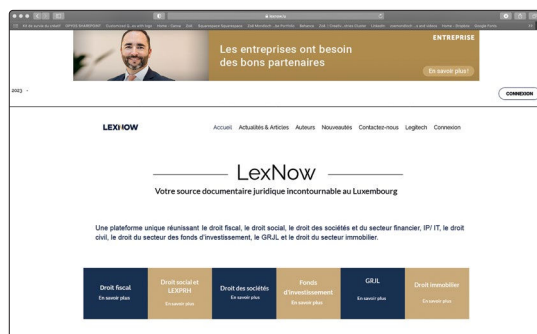 lexnow.lu
ENTREPRISE
Les entreprises ont besoin
des bons partenaires
En savoir plus!
2023
CONNEXION
LEXNOW
Accueil Actualités & Articles Auteurs Nouveautés Contactez-nous Legitech Connexion
LexNow
Votre source documentaire juridique incontournable au Luxembourg
Une plateforme unique réunissant le droit fiscal, le droit social, le droit des sociétés et du secteur financier, IP/ IT, le droit
civil, le droit du secteur des fonds d'investissement, le GRJL et le droit du secteur immobilier.
Droit fiscal
En savoir plus
Droit social et
LEXPRH
En savoir plus
Droit des sociétés
En savoir plus
Fonds
d'investissement
En savoir plus
GRJL
En savoir plus
Droit immobilier
En savoir plus